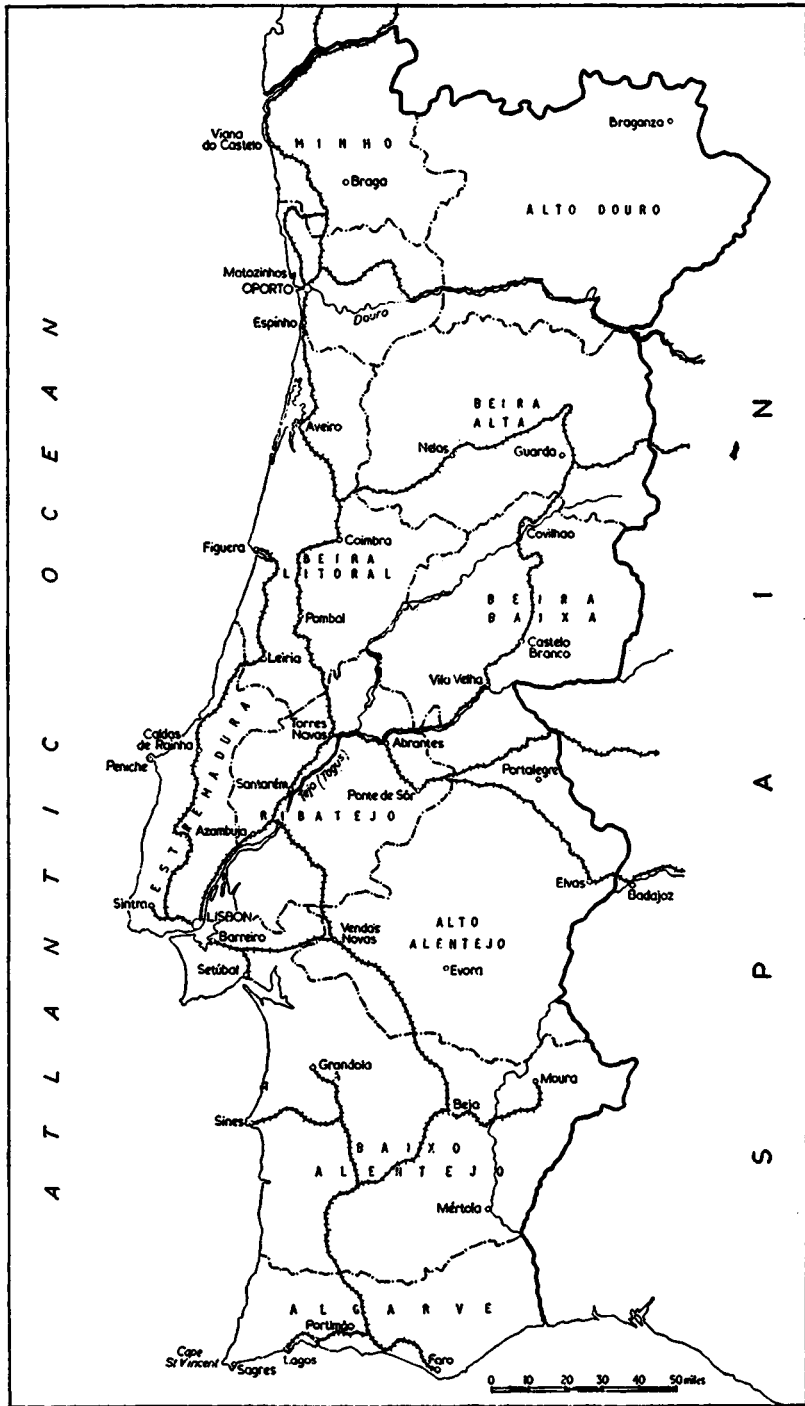 Viana
do Castelo
MINHO
Braga
Braganza
ALTO DOURO
Matozinhos
OPORTO
Douro
Espinho
BEIRA
ALTA
Aveiro
Nelas
Guarda
Coimbra
Covilhao
Figuera
BEIRA
LITORAL
BEIRA
BAIXA
Pombal
Castelo
Branco
Leiria
Vila Velha
Caldas
de Rainha
Torres
Novas
Abrantes
Peniche
ESTREMADURA
Santarém
Tejo (Tagus)
Ponte de Sôr
Portalegre
RIBATEJO
Azambuja
Elvas
Badajoz
Sintra
LISBON
Barreiro
Vendas
Novas
ALTO
ALENTEJO
Setúbal
Evora
Grandola
Moura
Sines
Beja
BAIXO
ALENTEJO
Mértola
ALGARVE
Portimão
Cape
St Vincent
Sagres
Lagos
Faro
0 10 20 30 40 50 miles
ATLANTIC OCEAN
SPAIN